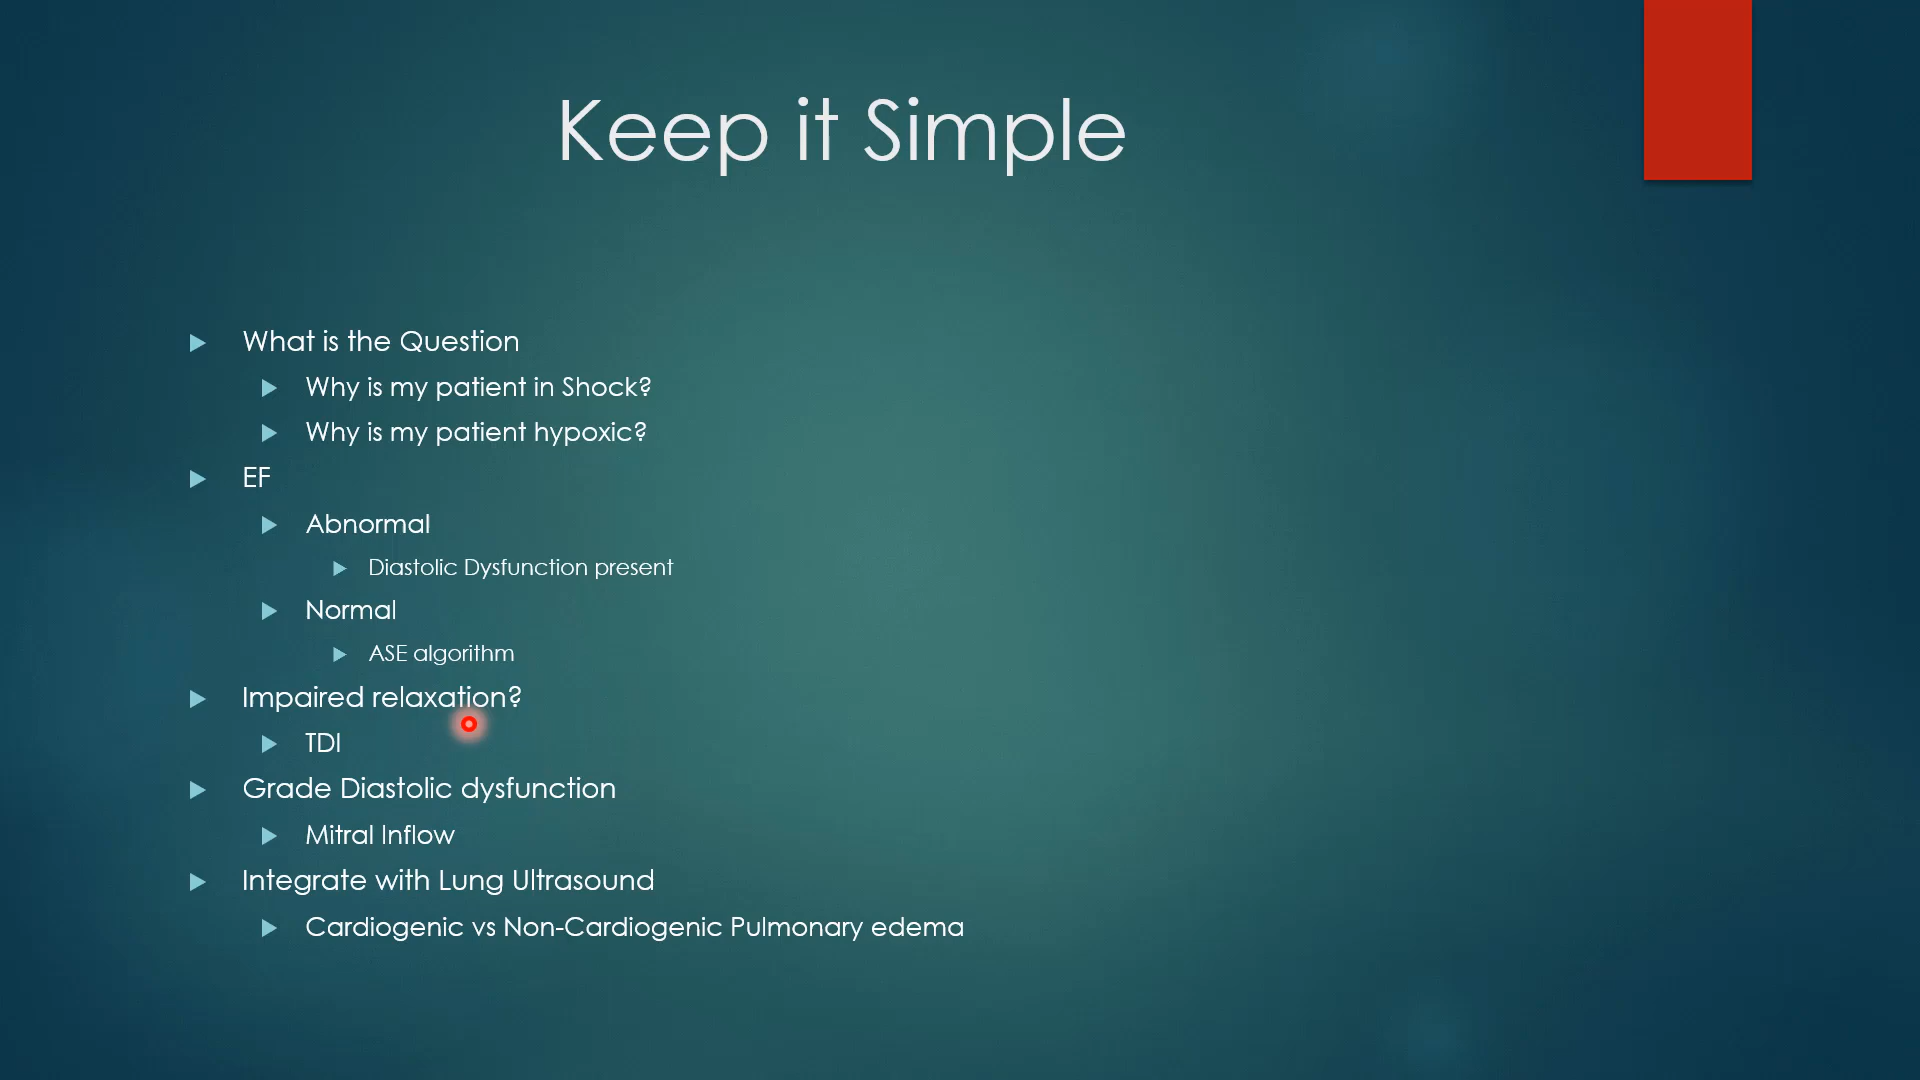 Keep it Simple
What is the Question
Why is my patient in Shock?
Why is my patient hypoxic?
EF
Abnormal
Diastolic Dysfunction present
Normal
ASE algorithm
Impaired relaxation?
TDI
Grade Diastolic dysfunction
Mitral Inflow
Integrate with Lung Ultrasound
Cardiogenic vs Non-Cardiogenic Pulmonary edema